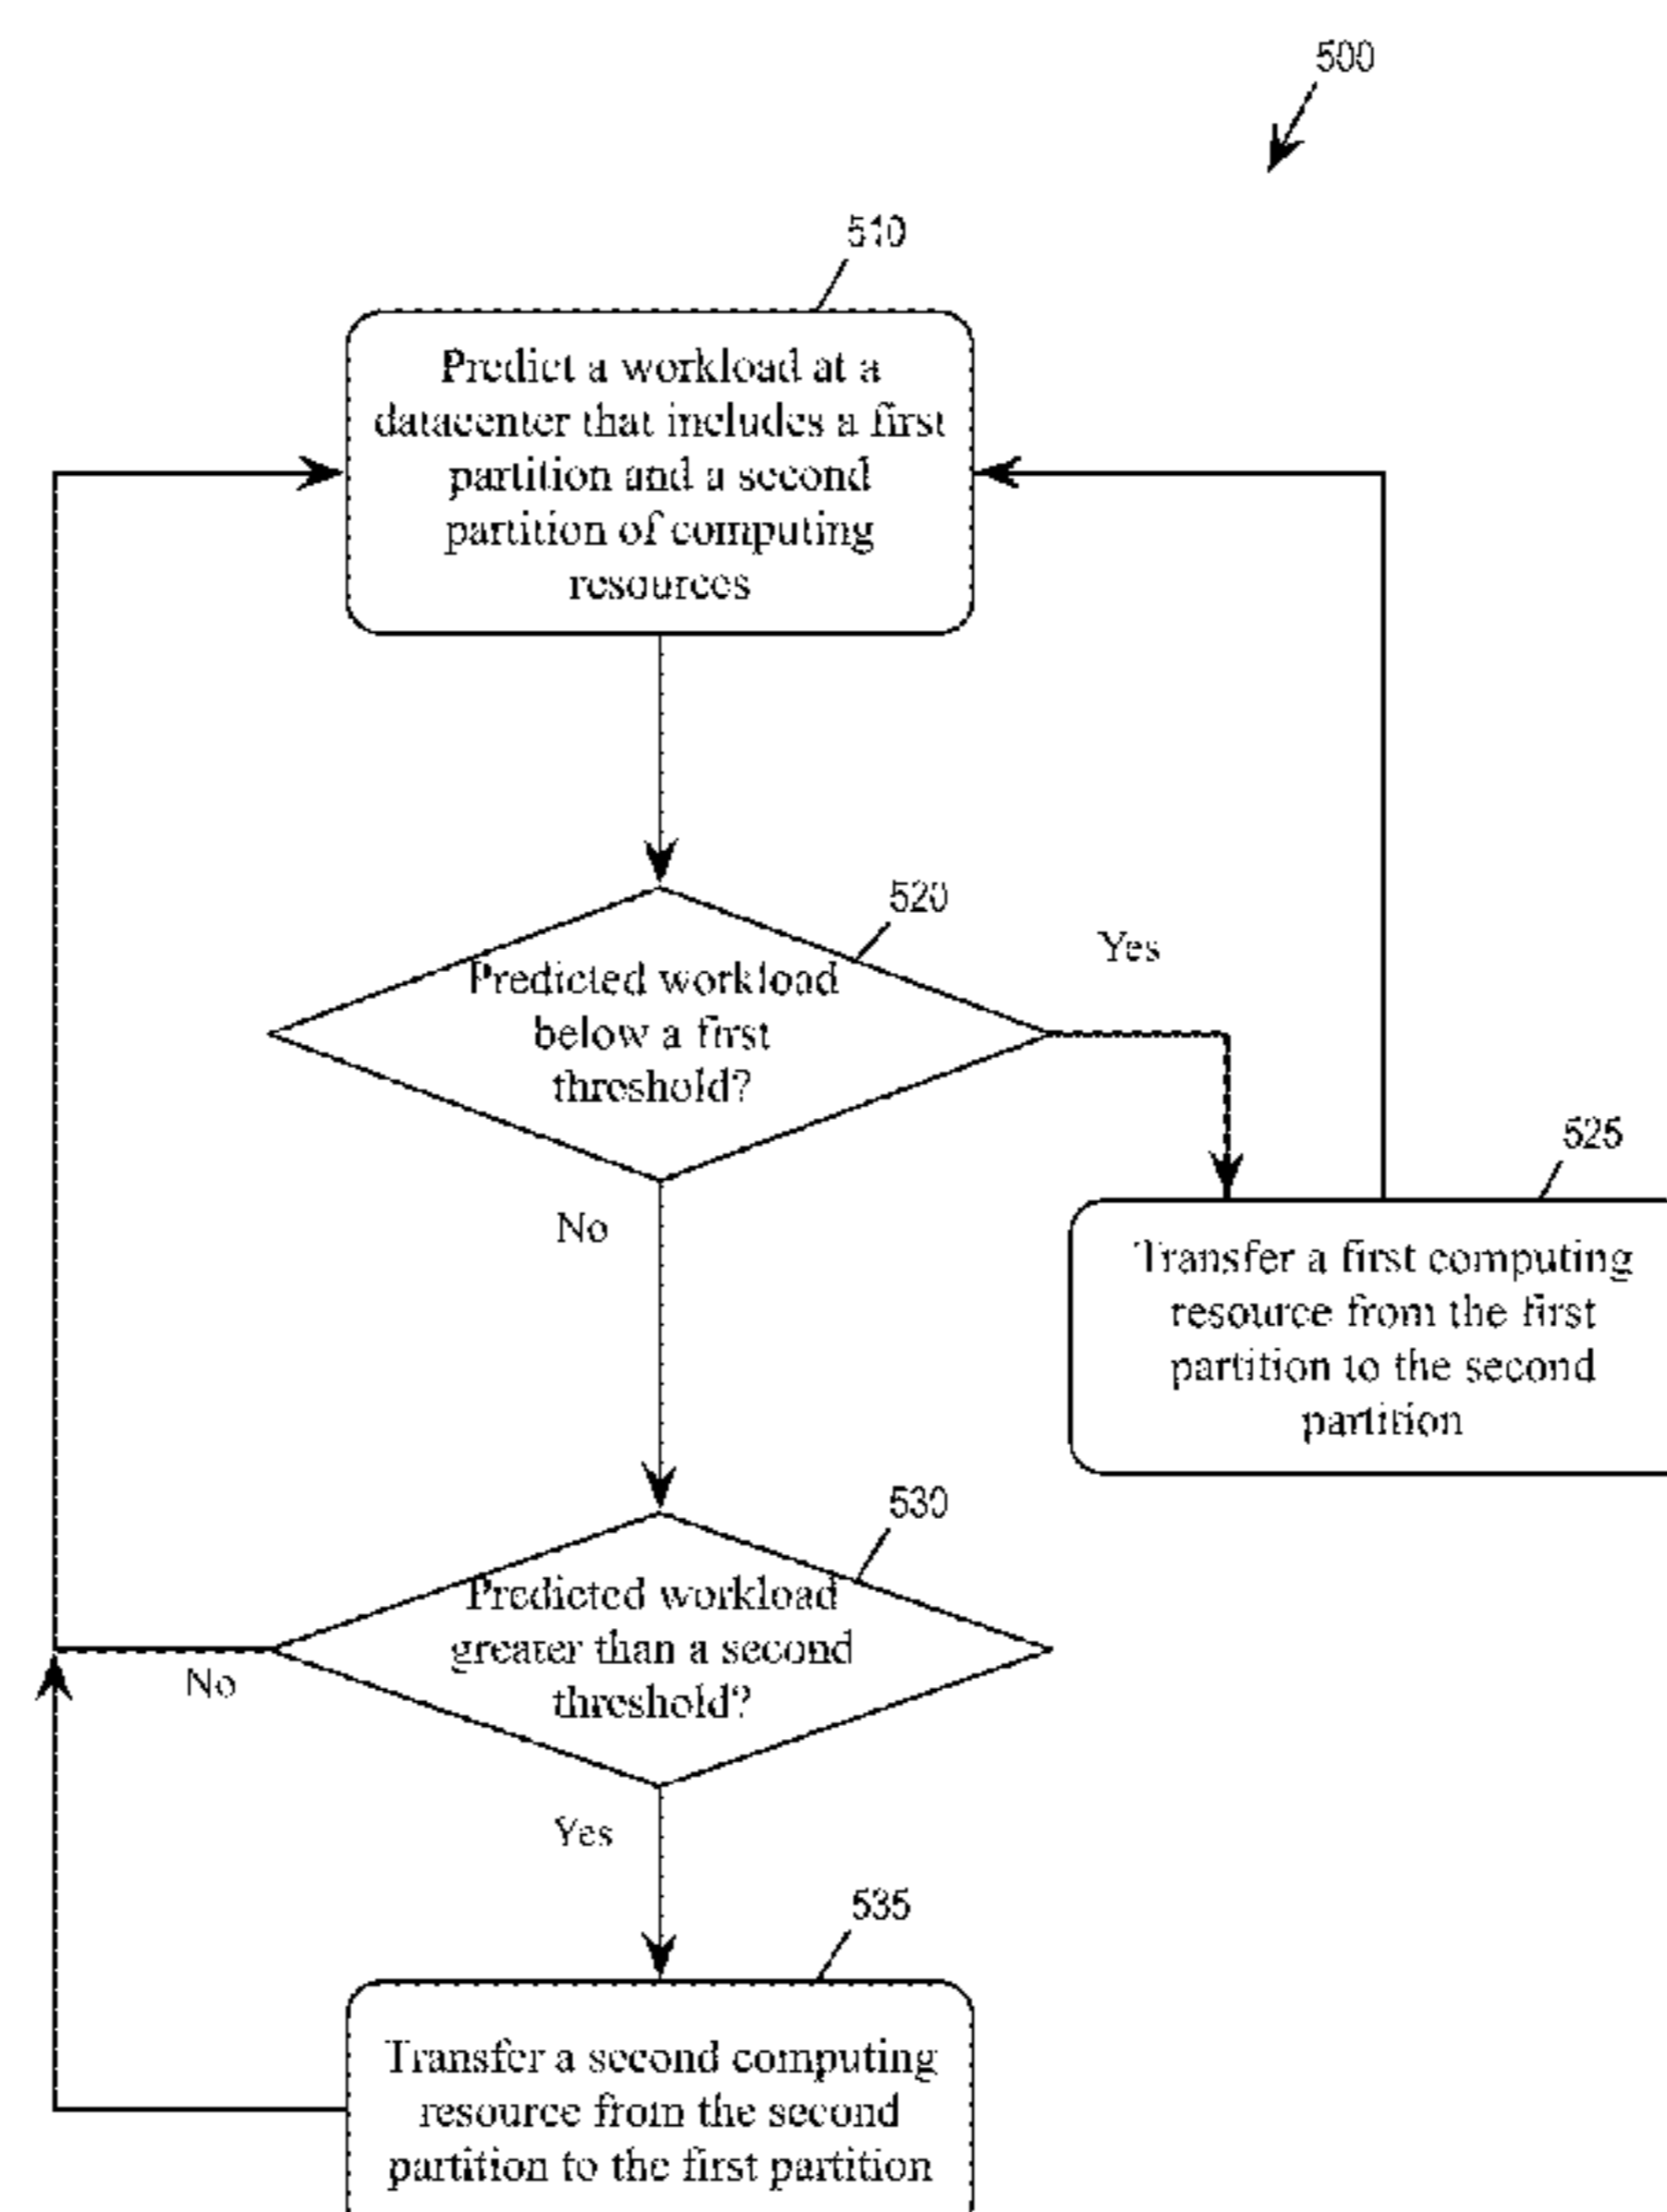 500
510
Predict a workload at a
datacenter that includes a first
partition and a second
partition of computing
resources
520
Predicted workload
below a first
threshold?
Yes
No
525
Transfer a first computing
resource from the first
partition to the second
partition
530
Predicted workload
greater than a second
threshold?
No
Yes
535
Transfer a second computing
resource from the second
partition to the first partition